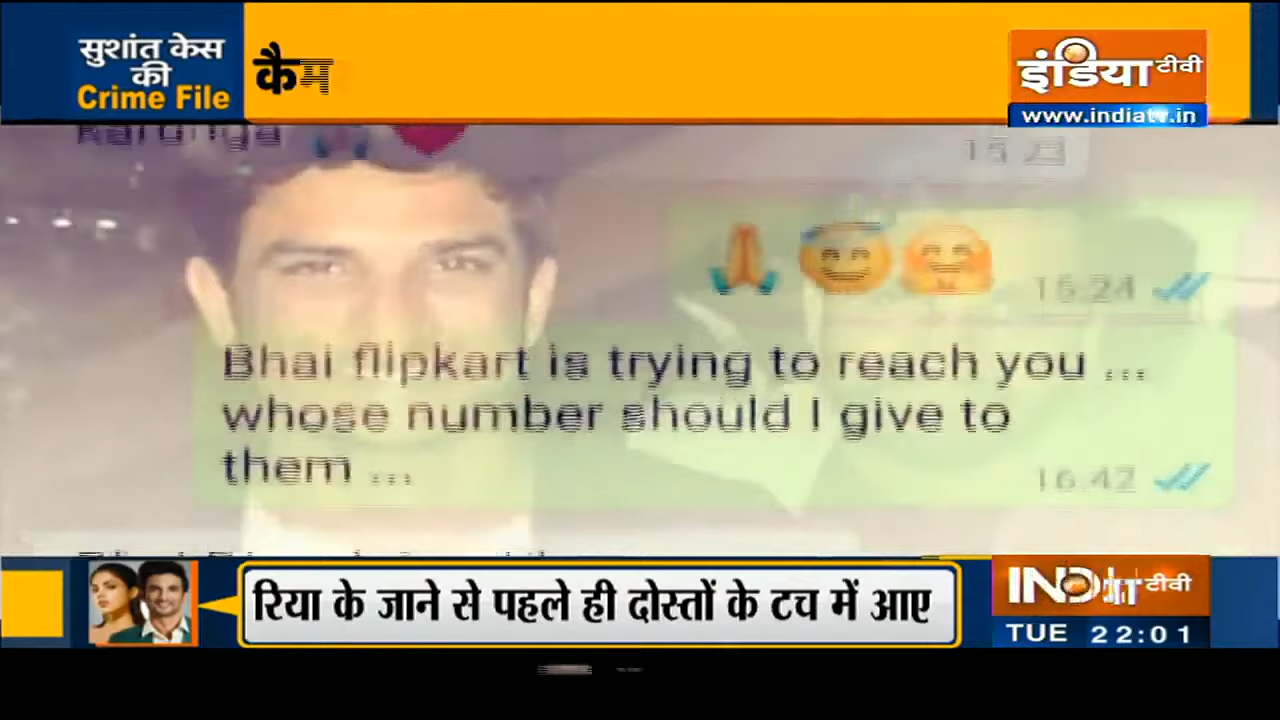 सुशांत केस
की
Crime File
कैम
इंडिया टीवी
www.indiatv.in
15:24
Bhai flipkart is trying to reach you ...
whose number should I give to
them ...
16:42
रिया के जाने से पहले ही दोस्तों के टच में आए
टीवी
TUE 22:01